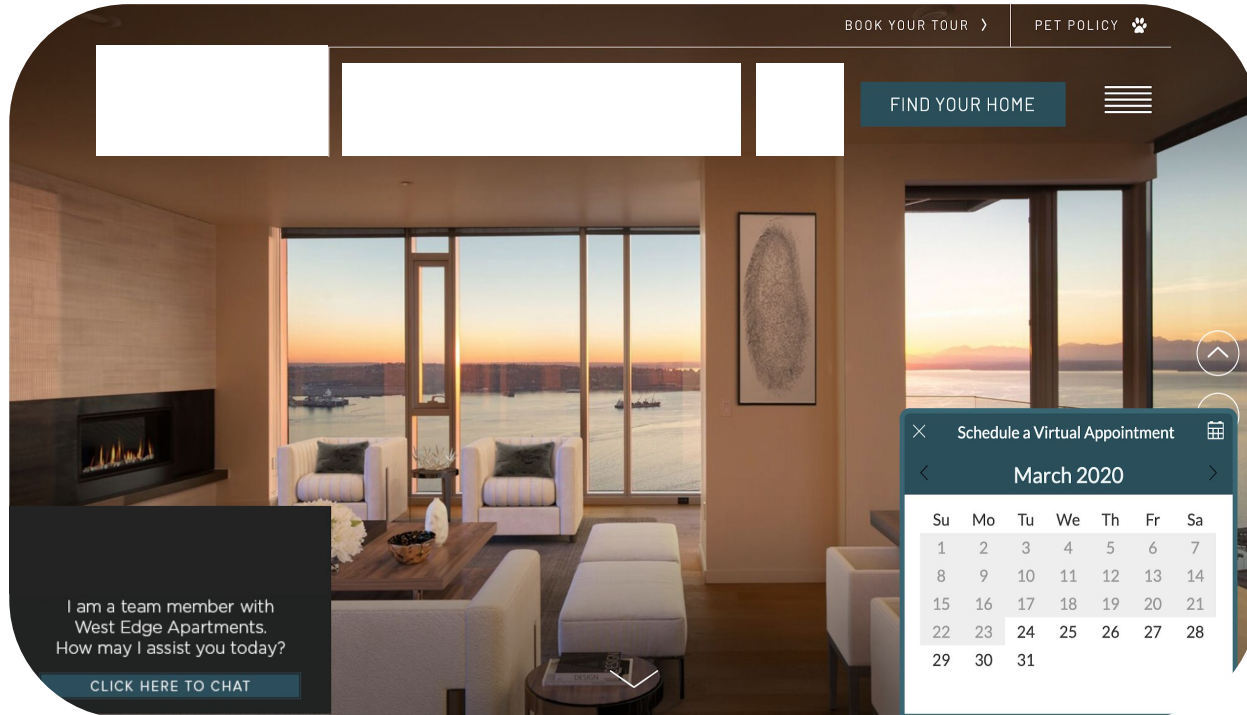 BOOK YOUR TOUR
PET POLICY
FIND YOUR HOME
Schedule a Virtual Appointment
March 2020
Su Mo Tu We Th Fr Sa
1 2 3 4 5 6 7
8 9 10 11 12 13 14
15 16 17 18 19 20 21
22 23 24 25 26 27 28
29 30 31
I am a team member with
West Edge Apartments.
How may I assist you today?
CLICK HERE TO CHAT
DESIGN